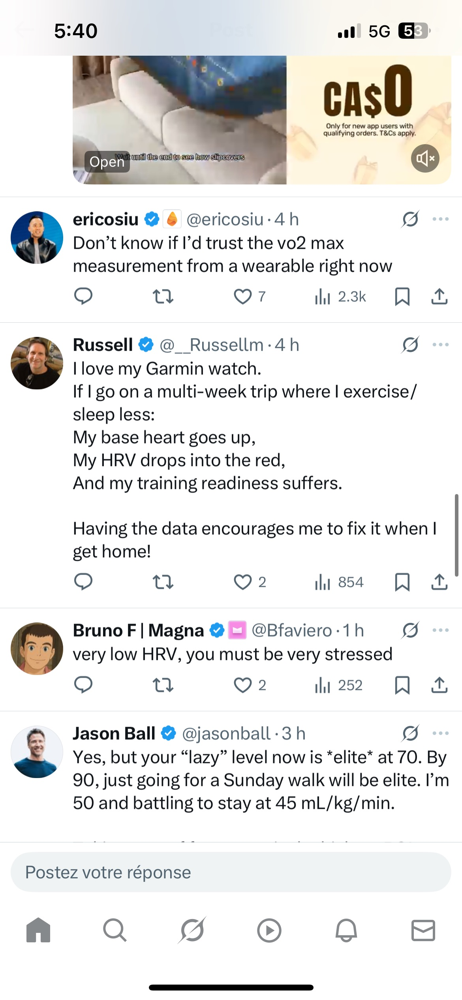 5:40
Post
5G
53
CA$0
Only for new app users with
qualifying orders. T&Cs apply.
Wait until the end to see how slipcovers
Open
ericosiu @ericosiu · 4 h
Don’t know if I’d trust the vo2 max
measurement from a wearable right now
7
2.3k
Russell @__Russellm · 4 h
I love my Garmin watch.
If I go on a multi-week trip where I exercise/
sleep less:
My base heart goes up,
My HRV drops into the red,
And my training readiness suffers.
Having the data encourages me to fix it when I
get home!
2
854
Bruno F | Magna @Bfaviero · 1 h
very low HRV, you must be very stressed
2
252
Jason Ball @jasonball · 3 h
Yes, but your “lazy” level now is *elite* at 70. By
90, just going for a Sunday walk will be elite. I’m
50 and battling to stay at 45 mL/kg/min.
Postez votre réponse